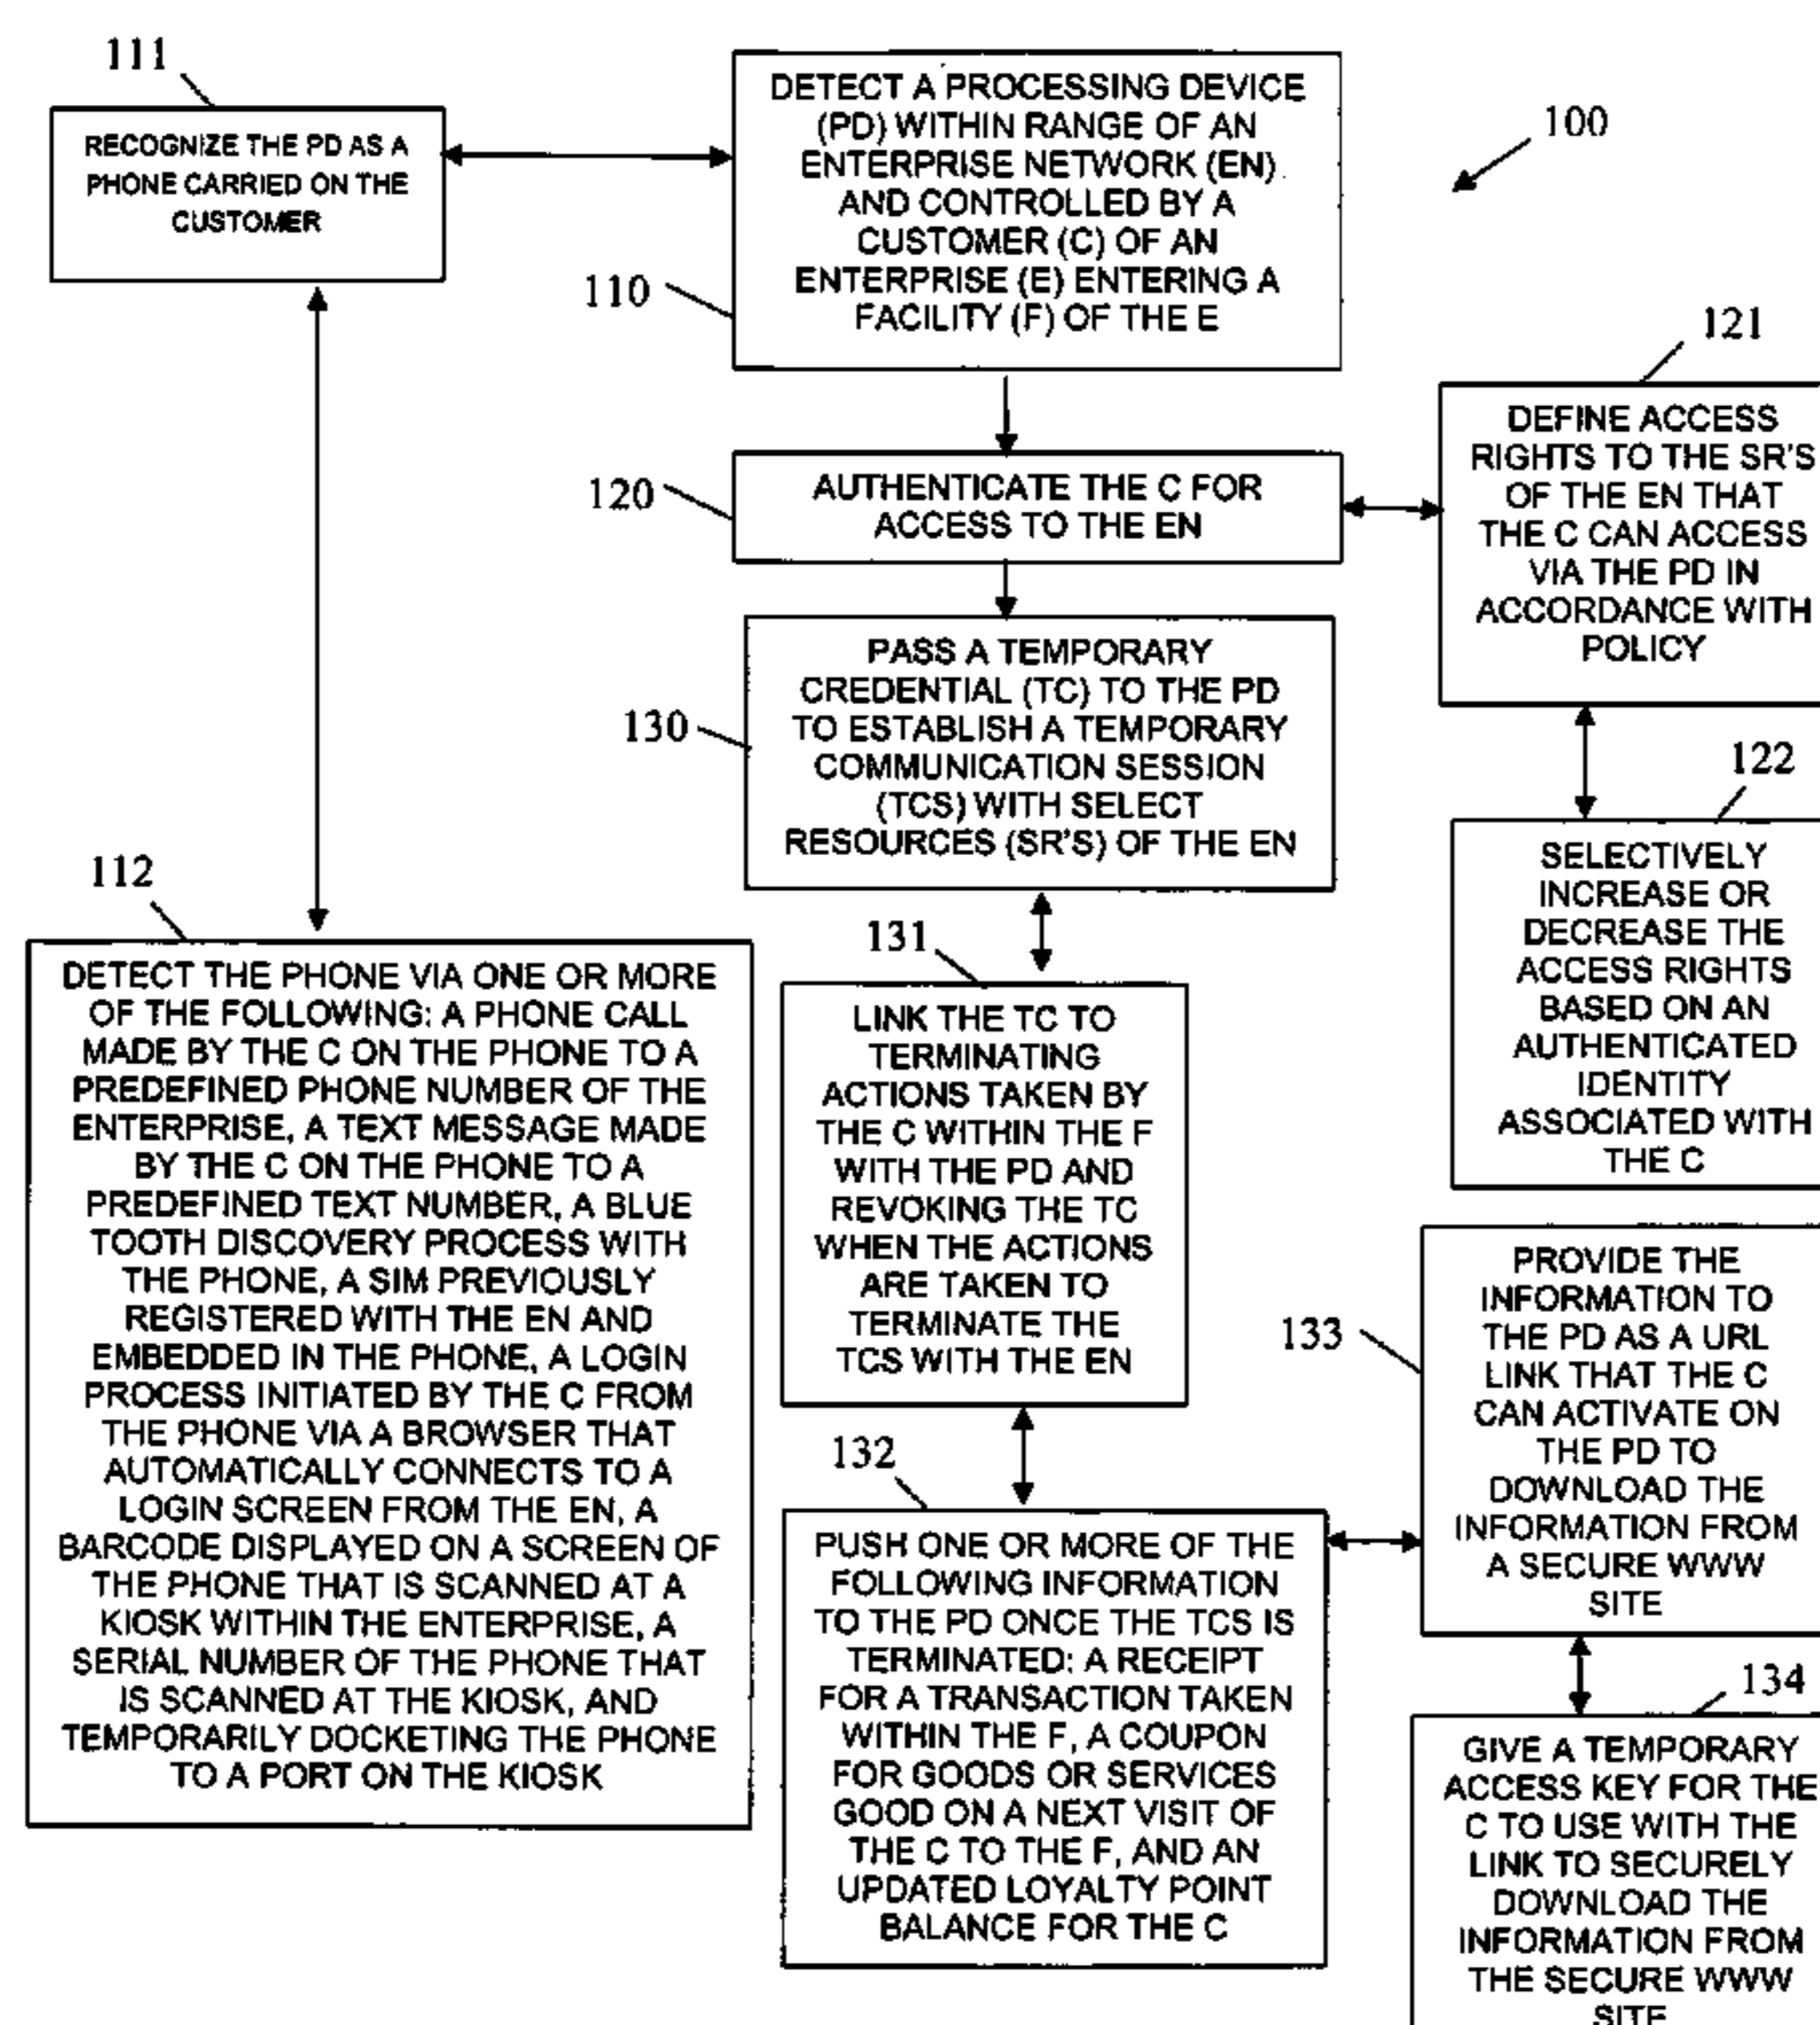 111
RECOGNIZE THE PD AS A
PHONE CARRIED ON THE
CUSTOMER
DETECT A PROCESSING DEVICE
(PD) WITHIN RANGE OF AN
ENTERPRISE NETWORK (EN)
AND CONTROLLED BY A
CUSTOMER (C) OF AN
ENTERPRISE (E) ENTERING A
FACILITY (F) OF THE E
110
100
120
AUTHENTICATE THE C FOR
ACCESS TO THE EN
121
DEFINE ACCESS
RIGHTS TO THE SR'S
OF THE EN THAT
THE C CAN ACCESS
VIA THE PD IN
ACCORDANCE WITH
POLICY
130
PASS A TEMPORARY
CREDENTIAL (TC) TO THE PD
TO ESTABLISH A TEMPORARY
COMMUNICATION SESSION
(TCS) WITH SELECT
RESOURCES (SR'S) OF THE EN
122
SELECTIVELY
INCREASE OR
DECREASE THE
ACCESS RIGHTS
BASED ON AN
AUTHENTICATED
IDENTITY
ASSOCIATED WITH
THE C
112
DETECT THE PHONE VIA ONE OR MORE
OF THE FOLLOWING: A PHONE CALL
MADE BY THE C ON THE PHONE TO A
PREDEFINED PHONE NUMBER OF THE
ENTERPRISE, A TEXT MESSAGE MADE
BY THE C ON THE PHONE TO A
PREDEFINED TEXT NUMBER, A BLUE
TOOTH DISCOVERY PROCESS WITH
THE PHONE, A SIM PREVIOUSLY
REGISTERED WITH THE EN AND
EMBEDDED IN THE PHONE, A LOGIN
PROCESS INITIATED BY THE C FROM
THE PHONE VIA A BROWSER THAT
AUTOMATICALLY CONNECTS TO A
LOGIN SCREEN FROM THE EN, A
BARCODE DISPLAYED ON A SCREEN OF
THE PHONE THAT IS SCANNED AT A
KIOSK WITHIN THE ENTERPRISE, A
SERIAL NUMBER OF THE PHONE THAT
IS SCANNED AT THE KIOSK, AND
TEMPORARILY DOCKETING THE PHONE
TO A PORT ON THE KIOSK
131
LINK THE TC TO
TERMINATING
ACTIONS TAKEN BY
THE C WITHIN THE F
WITH THE PD AND
REVOKING THE TC
WHEN THE ACTIONS
ARE TAKEN TO
TERMINATE THE
TCS WITH THE EN
132
PUSH ONE OR MORE OF THE
FOLLOWING INFORMATION
TO THE PD ONCE THE TCS IS
TERMINATED: A RECEIPT
FOR A TRANSACTION TAKEN
WITHIN THE F, A COUPON
FOR GOODS OR SERVICES
GOOD ON A NEXT VISIT OF
THE C TO THE F, AND AN
UPDATED LOYALTY POINT
BALANCE FOR THE C
133
PROVIDE THE
INFORMATION TO
THE PD AS A URL
LINK THAT THE C
CAN ACTIVATE ON
THE PD TO
DOWNLOAD THE
INFORMATION FROM
A SECURE WWW
SITE
134
GIVE A TEMPORARY
ACCESS KEY FOR THE
C TO USE WITH THE
LINK TO SECURELY
DOWNLOAD THE
INFORMATION FROM
THE SECURE WWW
SITE